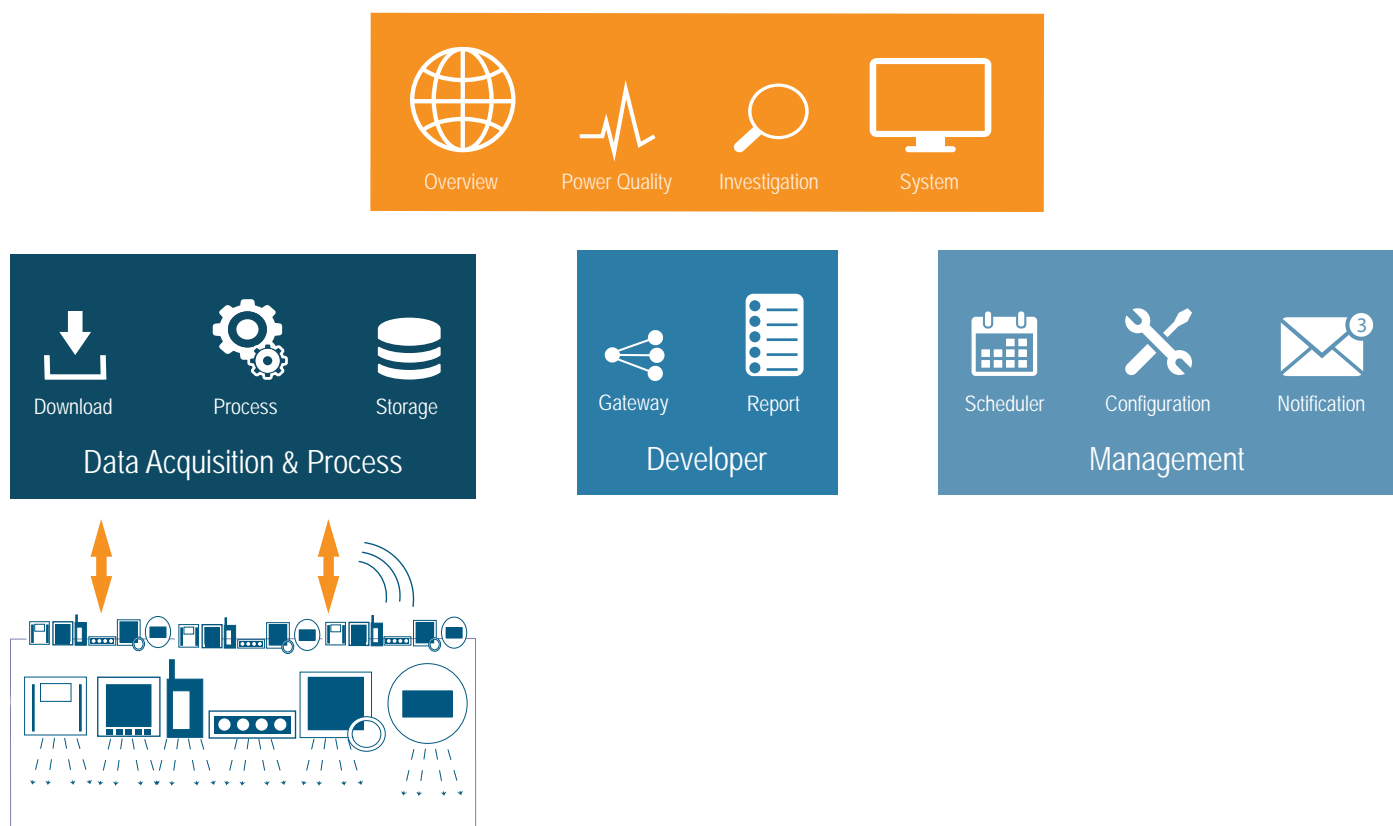 Overview Power Quality Investigation System
Download Process Storage
Data Acquisition & Process
Gateway Report
Developer
3
Scheduler Configuration Notification
Management